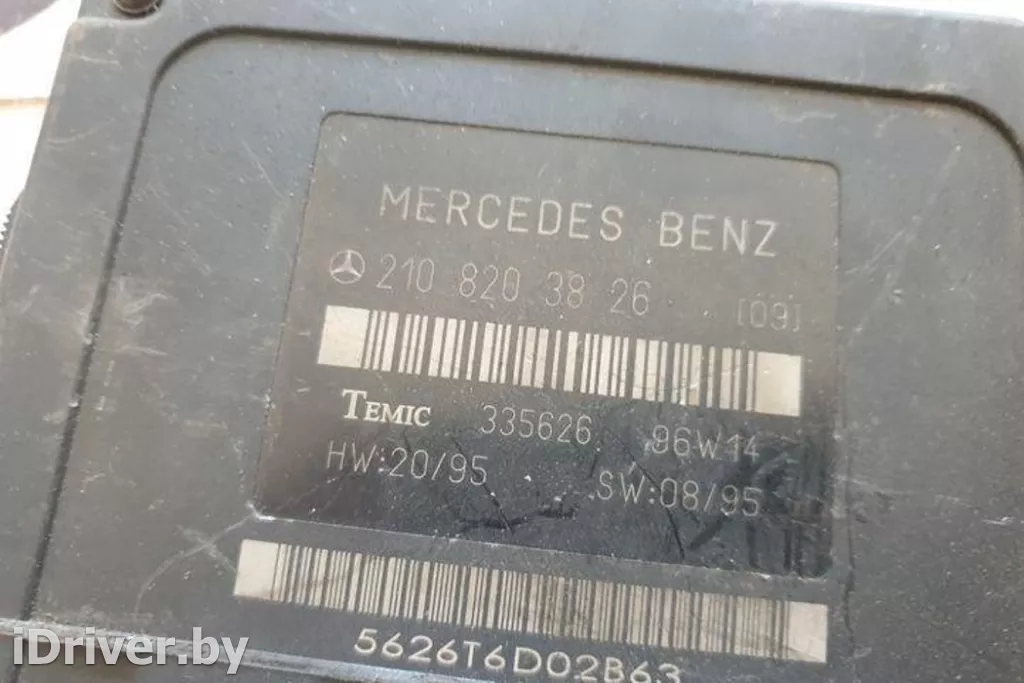 MERCEDES BENZ
210 820 38 26 [09]
TEMIC 335626 96W14
HW:20/95 SW:08/95
5626T6D02B63
iDriver.by